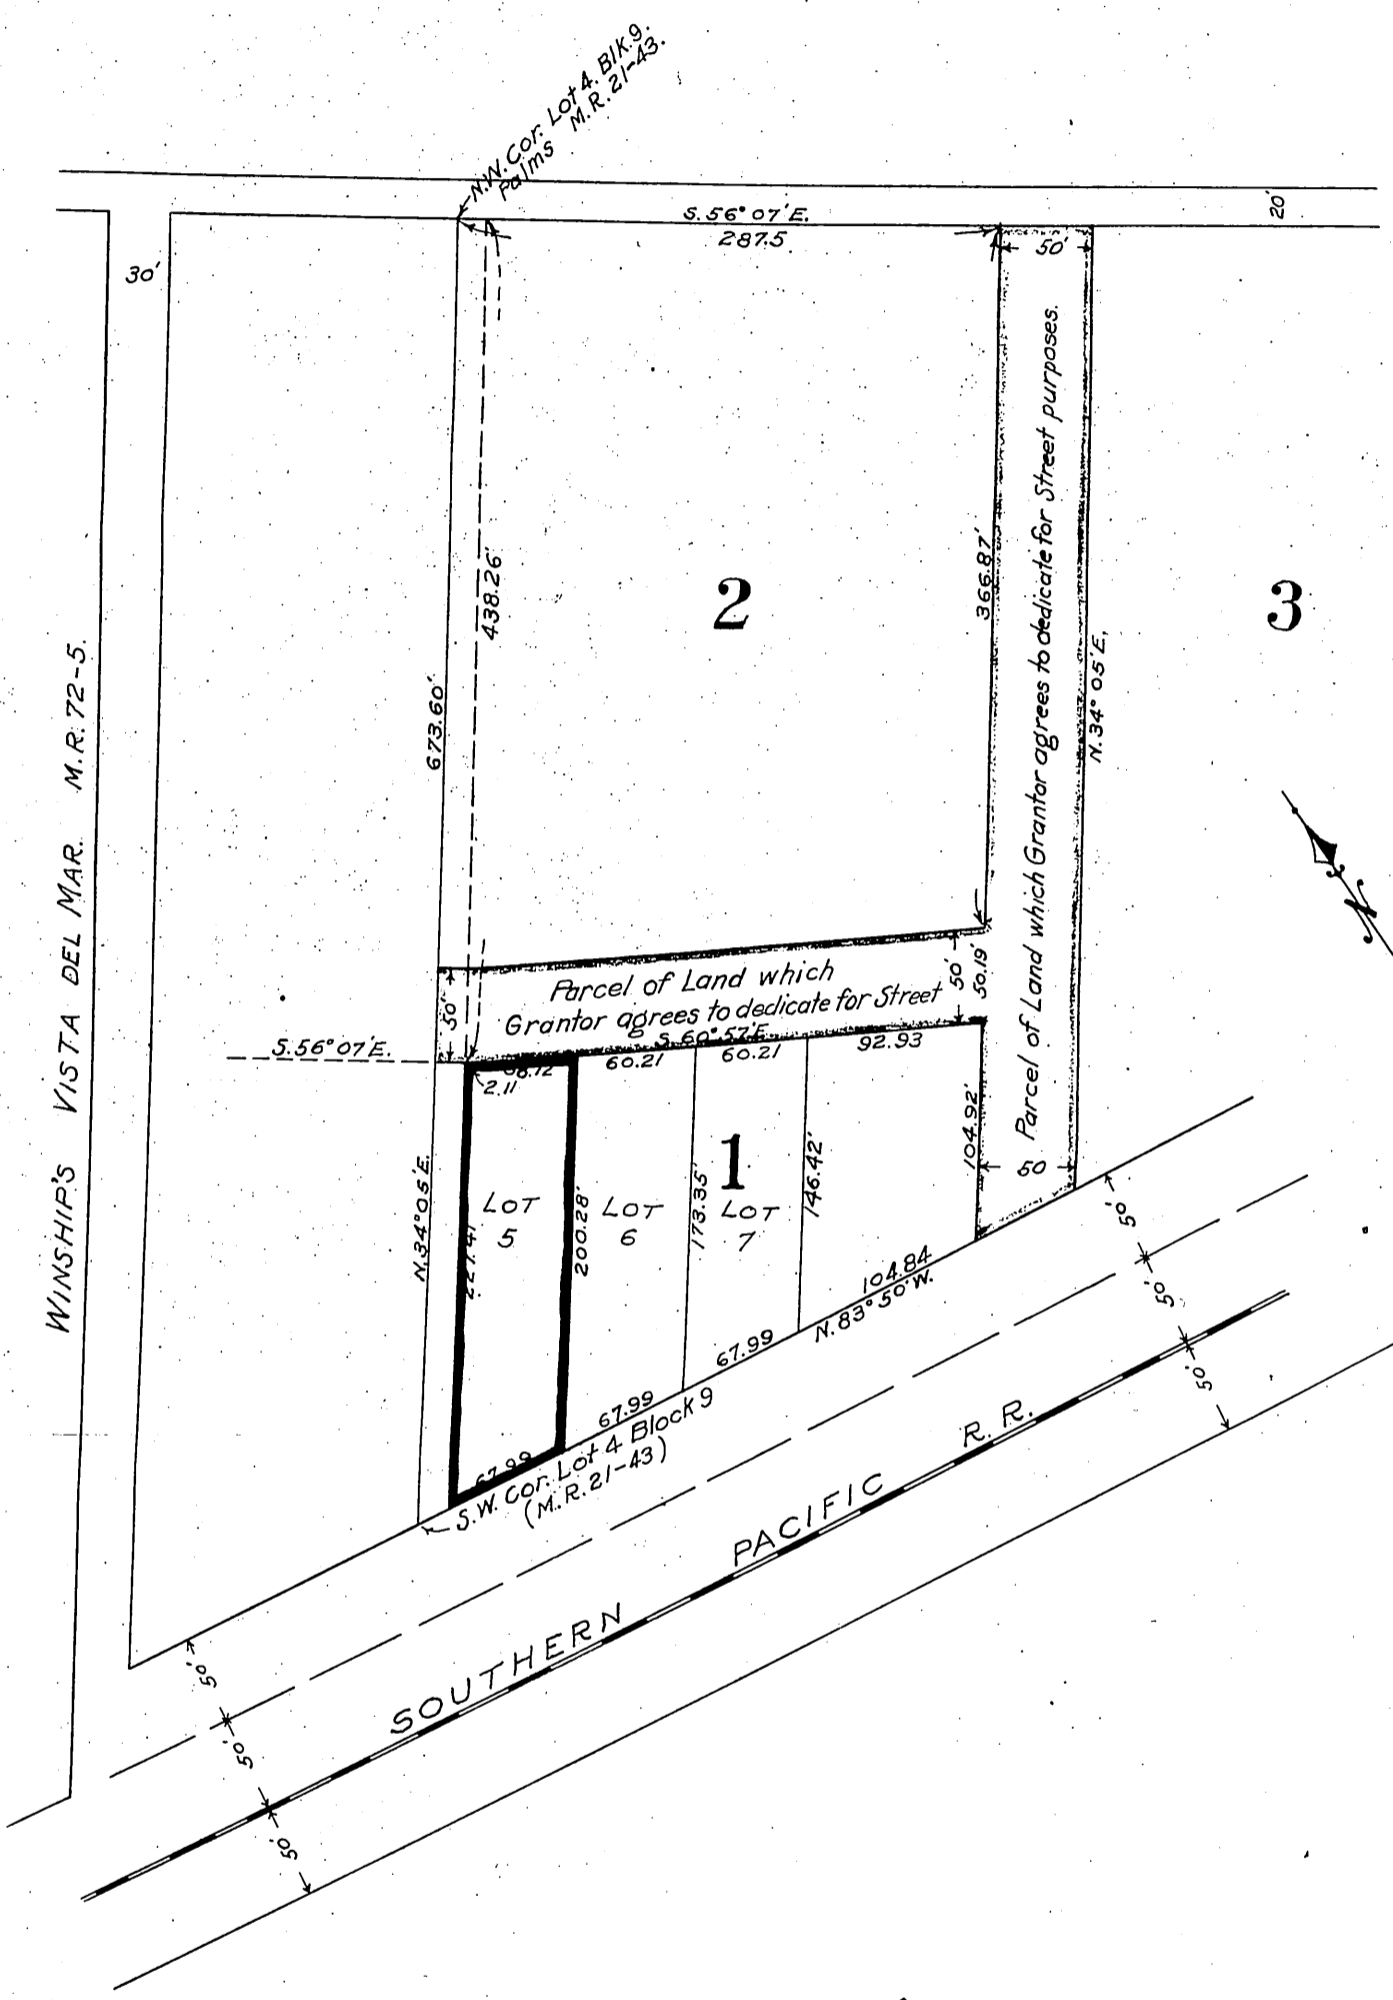 N.W. Cor. Lot 4. Blk. 9.
Palms M.R. 21-43.
S. 56° 07' E.
287.5
20'
30'
50'
438.26'
673.60'
366.87'
2
3
N. 34° 05' E.
Parcel of Land which Grantor agrees to dedicate for Street purposes.
WINSHIP'S VISTA DEL MAR. M.R. 72-5.
N
Parcel of Land which
Grantor agrees to dedicate for Street
50'
50'
50.19'
S. 56° 07' E.
S 60° 57' E.
2.11
60.21
60.21
92.93
N. 34° 05' E.
227.41
LOT
5
200.28'
LOT
6
173.35'
1
LOT
7
146.42'
104.92'
50
67.99
67.99
67.99
104.84
N. 83° 50' W.
S.W. Cor. Lot 4 Block 9
(M.R. 21-43)
50'
50'
50'
SOUTHERN PACIFIC R. R.
50'
50'
50'